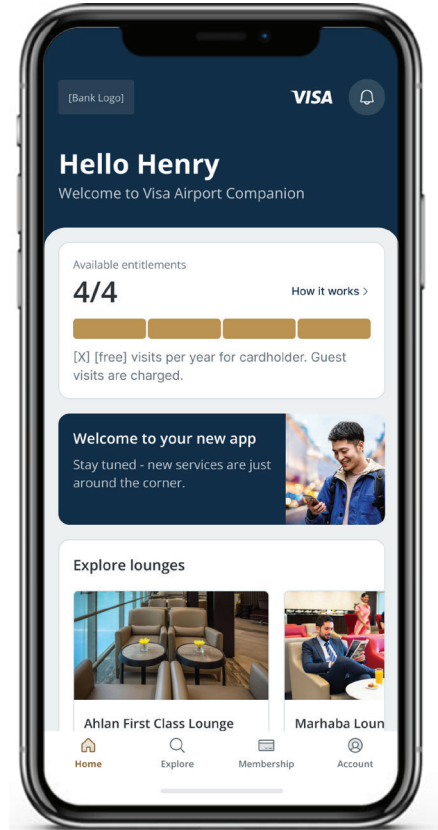 [Bank Logo]
VISA
Hello Henry
Welcome to Visa Airport Companion
Available entitlements
4/4
How it works >
[X] [free] visits per year for cardholder. Guest
visits are charged.
Welcome to your new app
Stay tuned - new services are just
around the corner.
Explore lounges
Ahlan First Class Lounge
Marhaba Loun
Home
Explore
Membership
Account